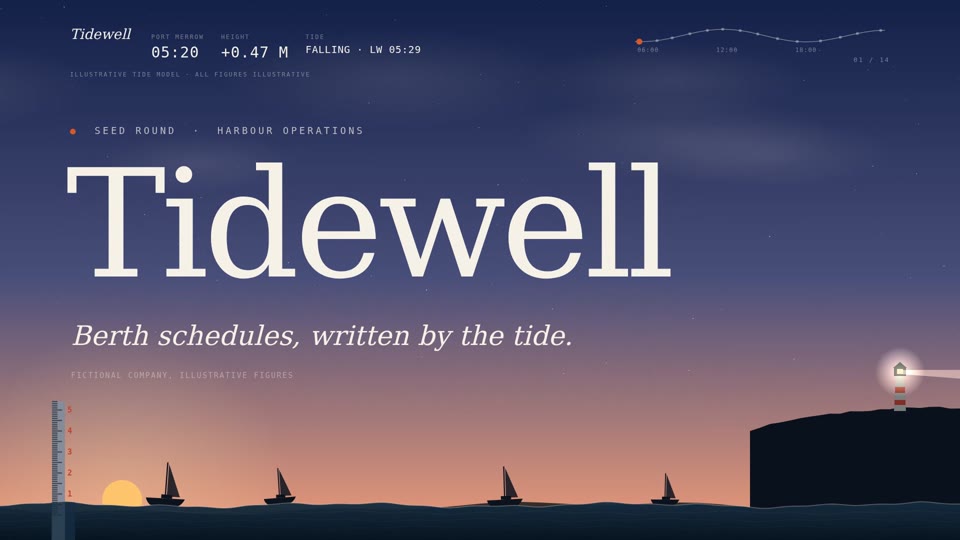 Tidewell
PORT MERROW
05:20
HEIGHT
+0.47 M
TIDE
FALLING · LW 05:29
ILLUSTRATIVE TIDE MODEL · ALL FIGURES ILLUSTRATIVE
06:00
12:00
18:00
01 / 14
SEED ROUND · HARBOUR OPERATIONS
Tidewell
Berth schedules, written by the tide.
FICTIONAL COMPANY, ILLUSTRATIVE FIGURES
5
4
3
2
1